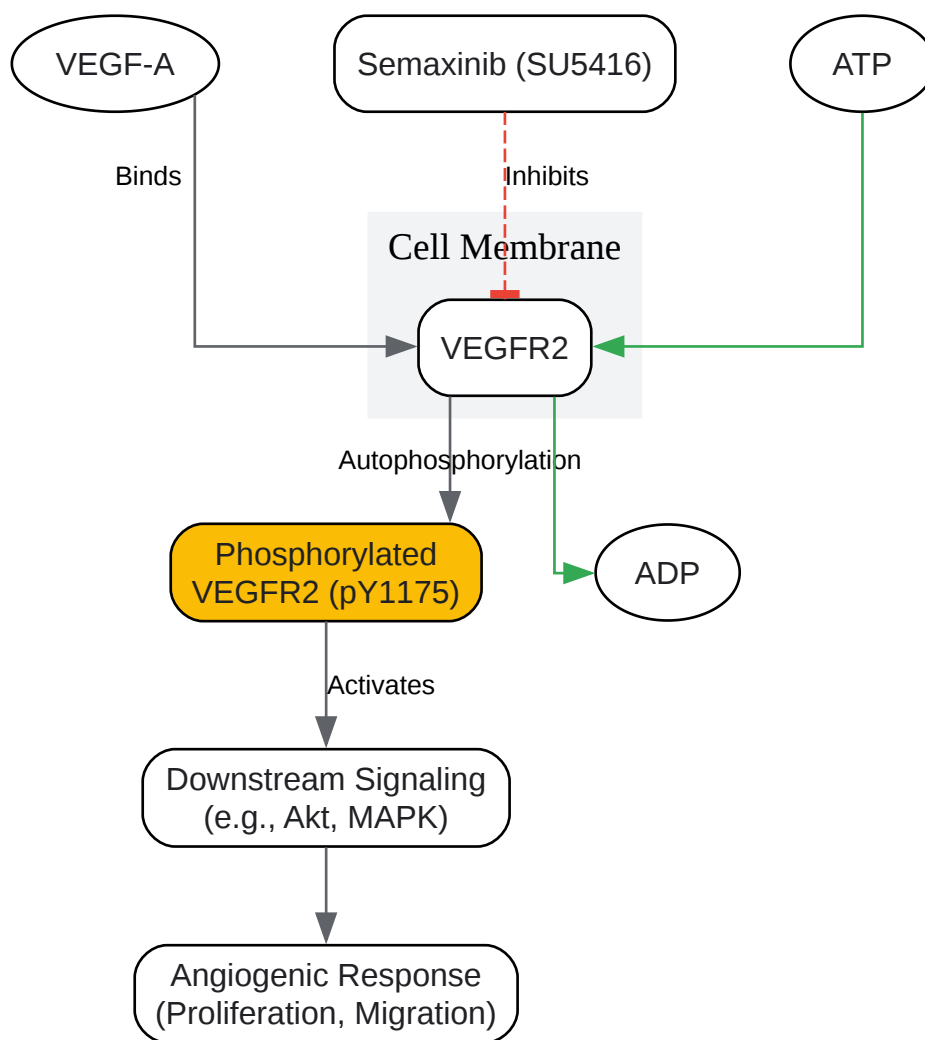 VEGF-A
Semaxinib (SU5416)
ATP
Binds
Inhibits
Cell Membrane
VEGFR2
Autophosphorylation
Phosphorylated
VEGFR2 (pY1175)
ADP
Activates
Downstream Signaling
(e.g., Akt, MAPK)
Angiogenic Response
(Proliferation, Migration)